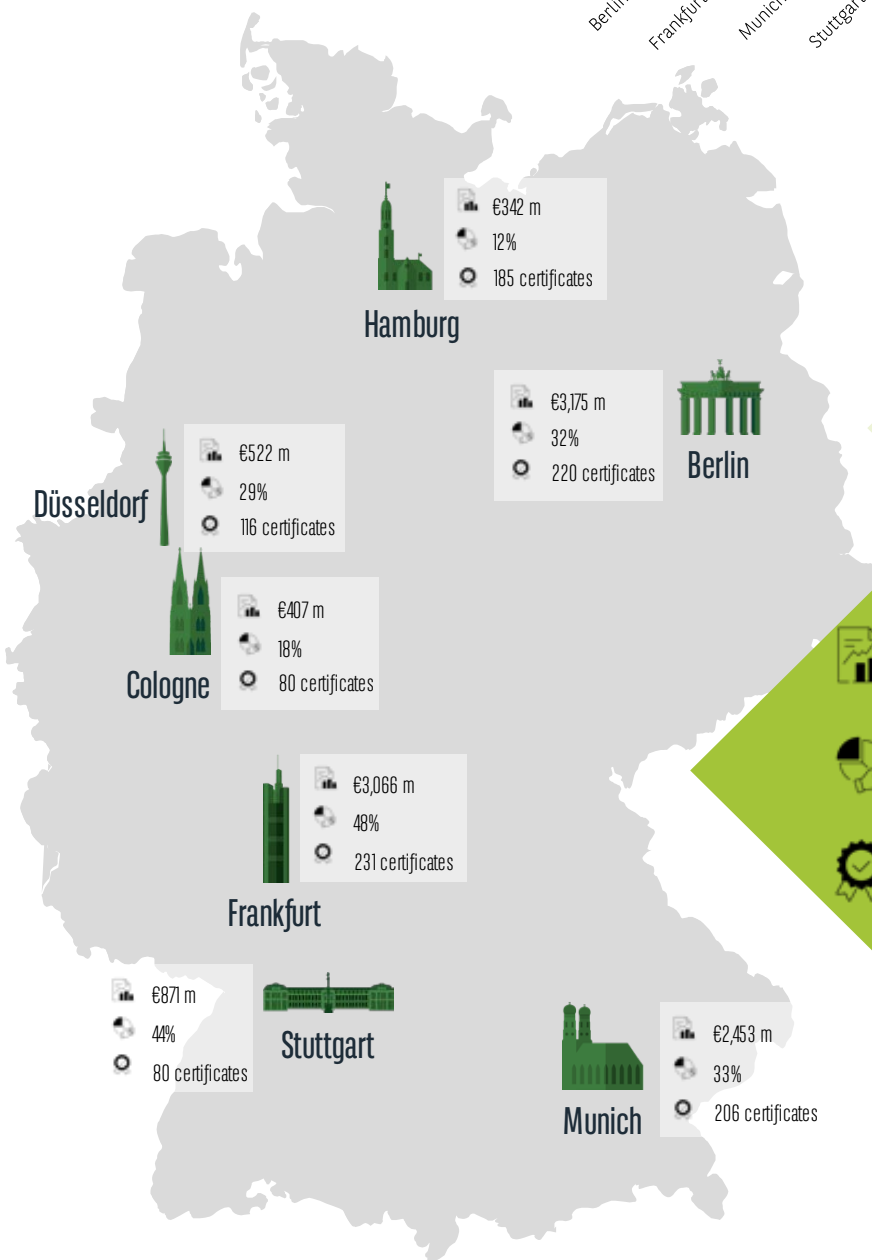 Berlin
Frankfurt
Munich
Stuttgart
€342 m
12%
185 certificates
Hamburg
€3,175 m
32%
220 certificates
Berlin
€522 m
29%
116 certificates
Düsseldorf
€407 m
18%
80 certificates
Cologne
€3,066 m
48%
231 certificates
Frankfurt
€871 m
44%
80 certificates
Stuttgart
€2,453 m
33%
206 certificates
Munich